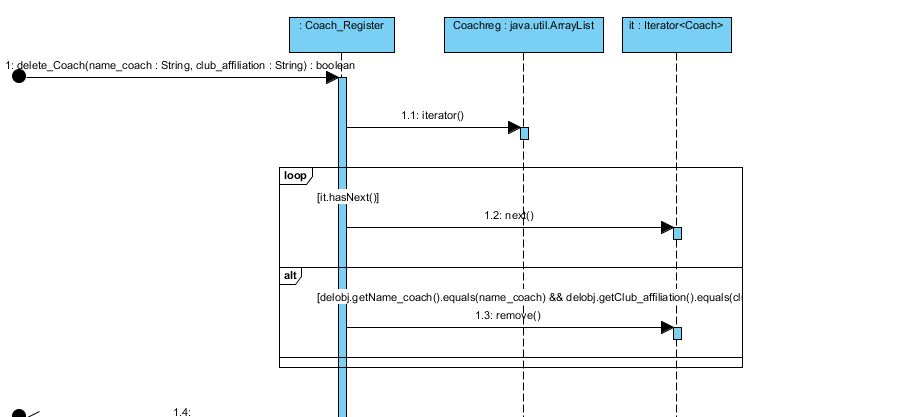 : Coach_Register
Coachreg : java.util.ArrayList
it : Iterator<Coach>
1: delete_Coach(name_coach : String, club_affiliation : String) : boolean
1.1: iterator()
loop
[it.hasNext()]
1.2: next()
alt
[delobj.getName_coach().equals(name_coach) && delobj.getClub_affiliation().equals(cl
1.3: remove()
1.4: